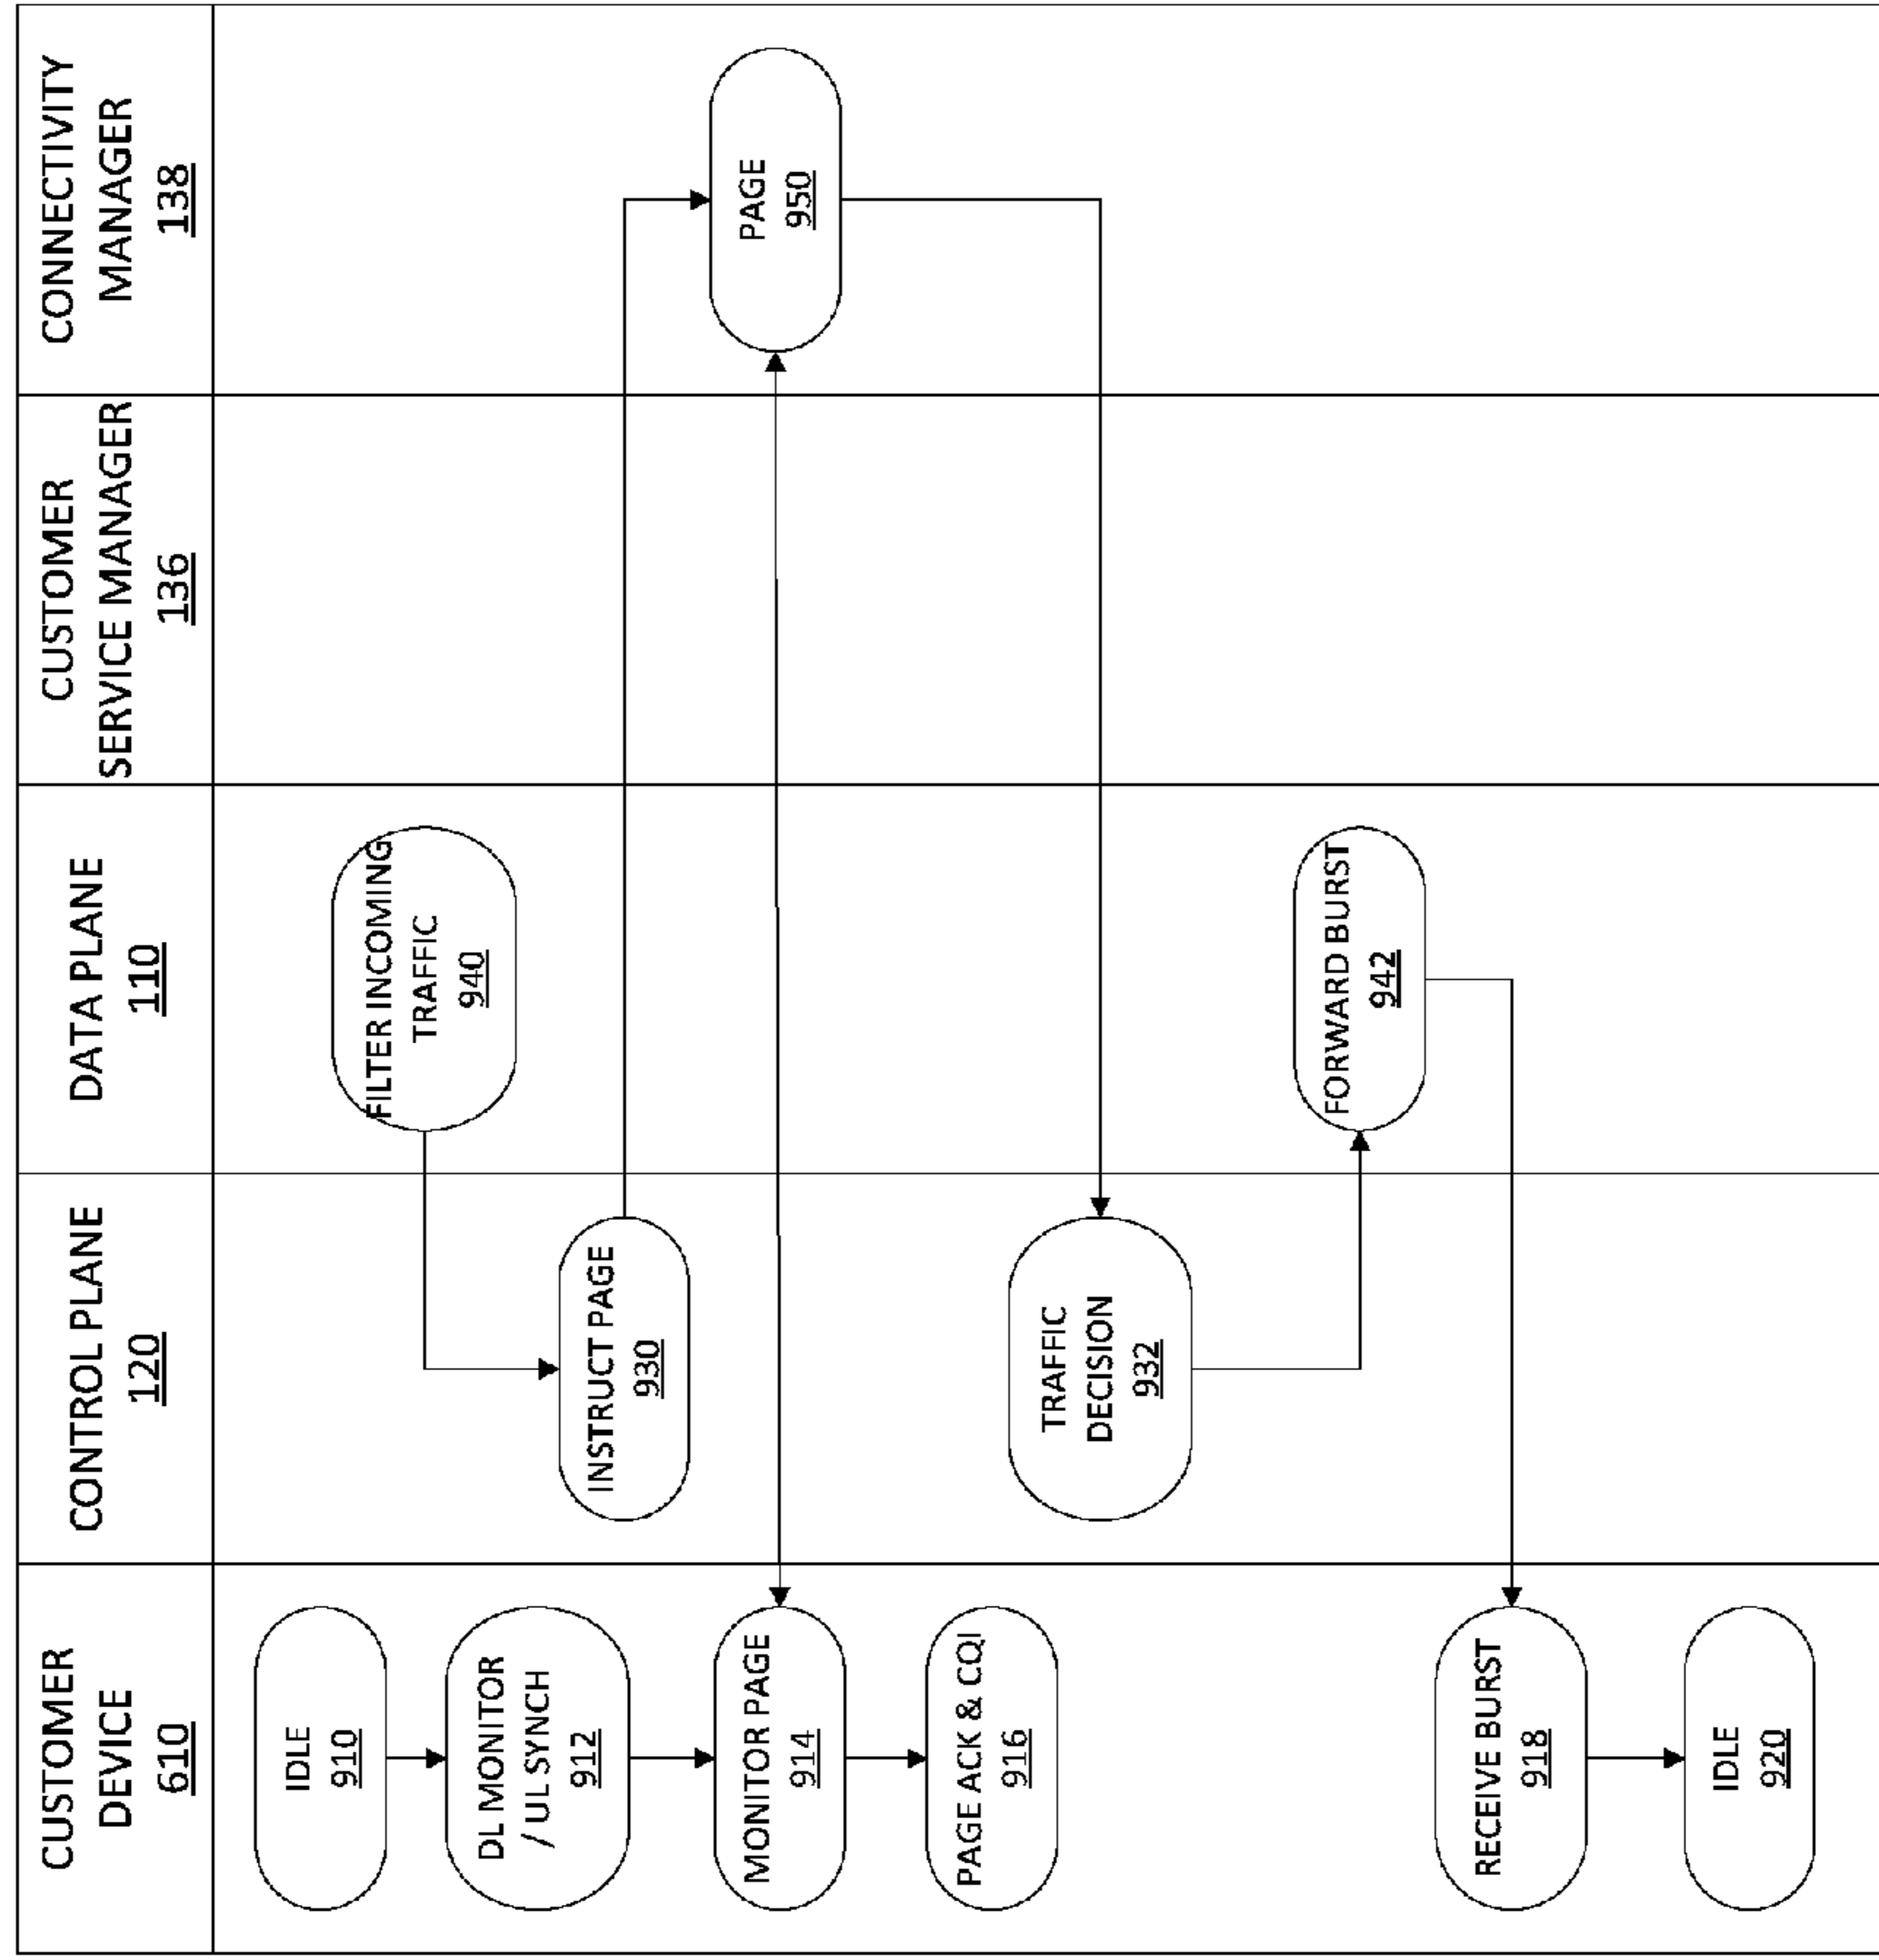 CUSTOMER
DEVICE
610
CONTROL PLANE
120
DATA PLANE
110
CUSTOMER
SERVICE MANAGER
136
CONNECTIVITY
MANAGER
138
IDLE
910
DL MONITOR
/ UL SYNCH
912
MONITOR PAGE
914
PAGE ACK & CQI
916
RECEIVE BURST
918
IDLE
920
INSTRUCT PAGE
930
TRAFFIC
DECISION
932
FILTER INCOMING
TRAFFIC
940
FORWARD BURST
942
PAGE
950